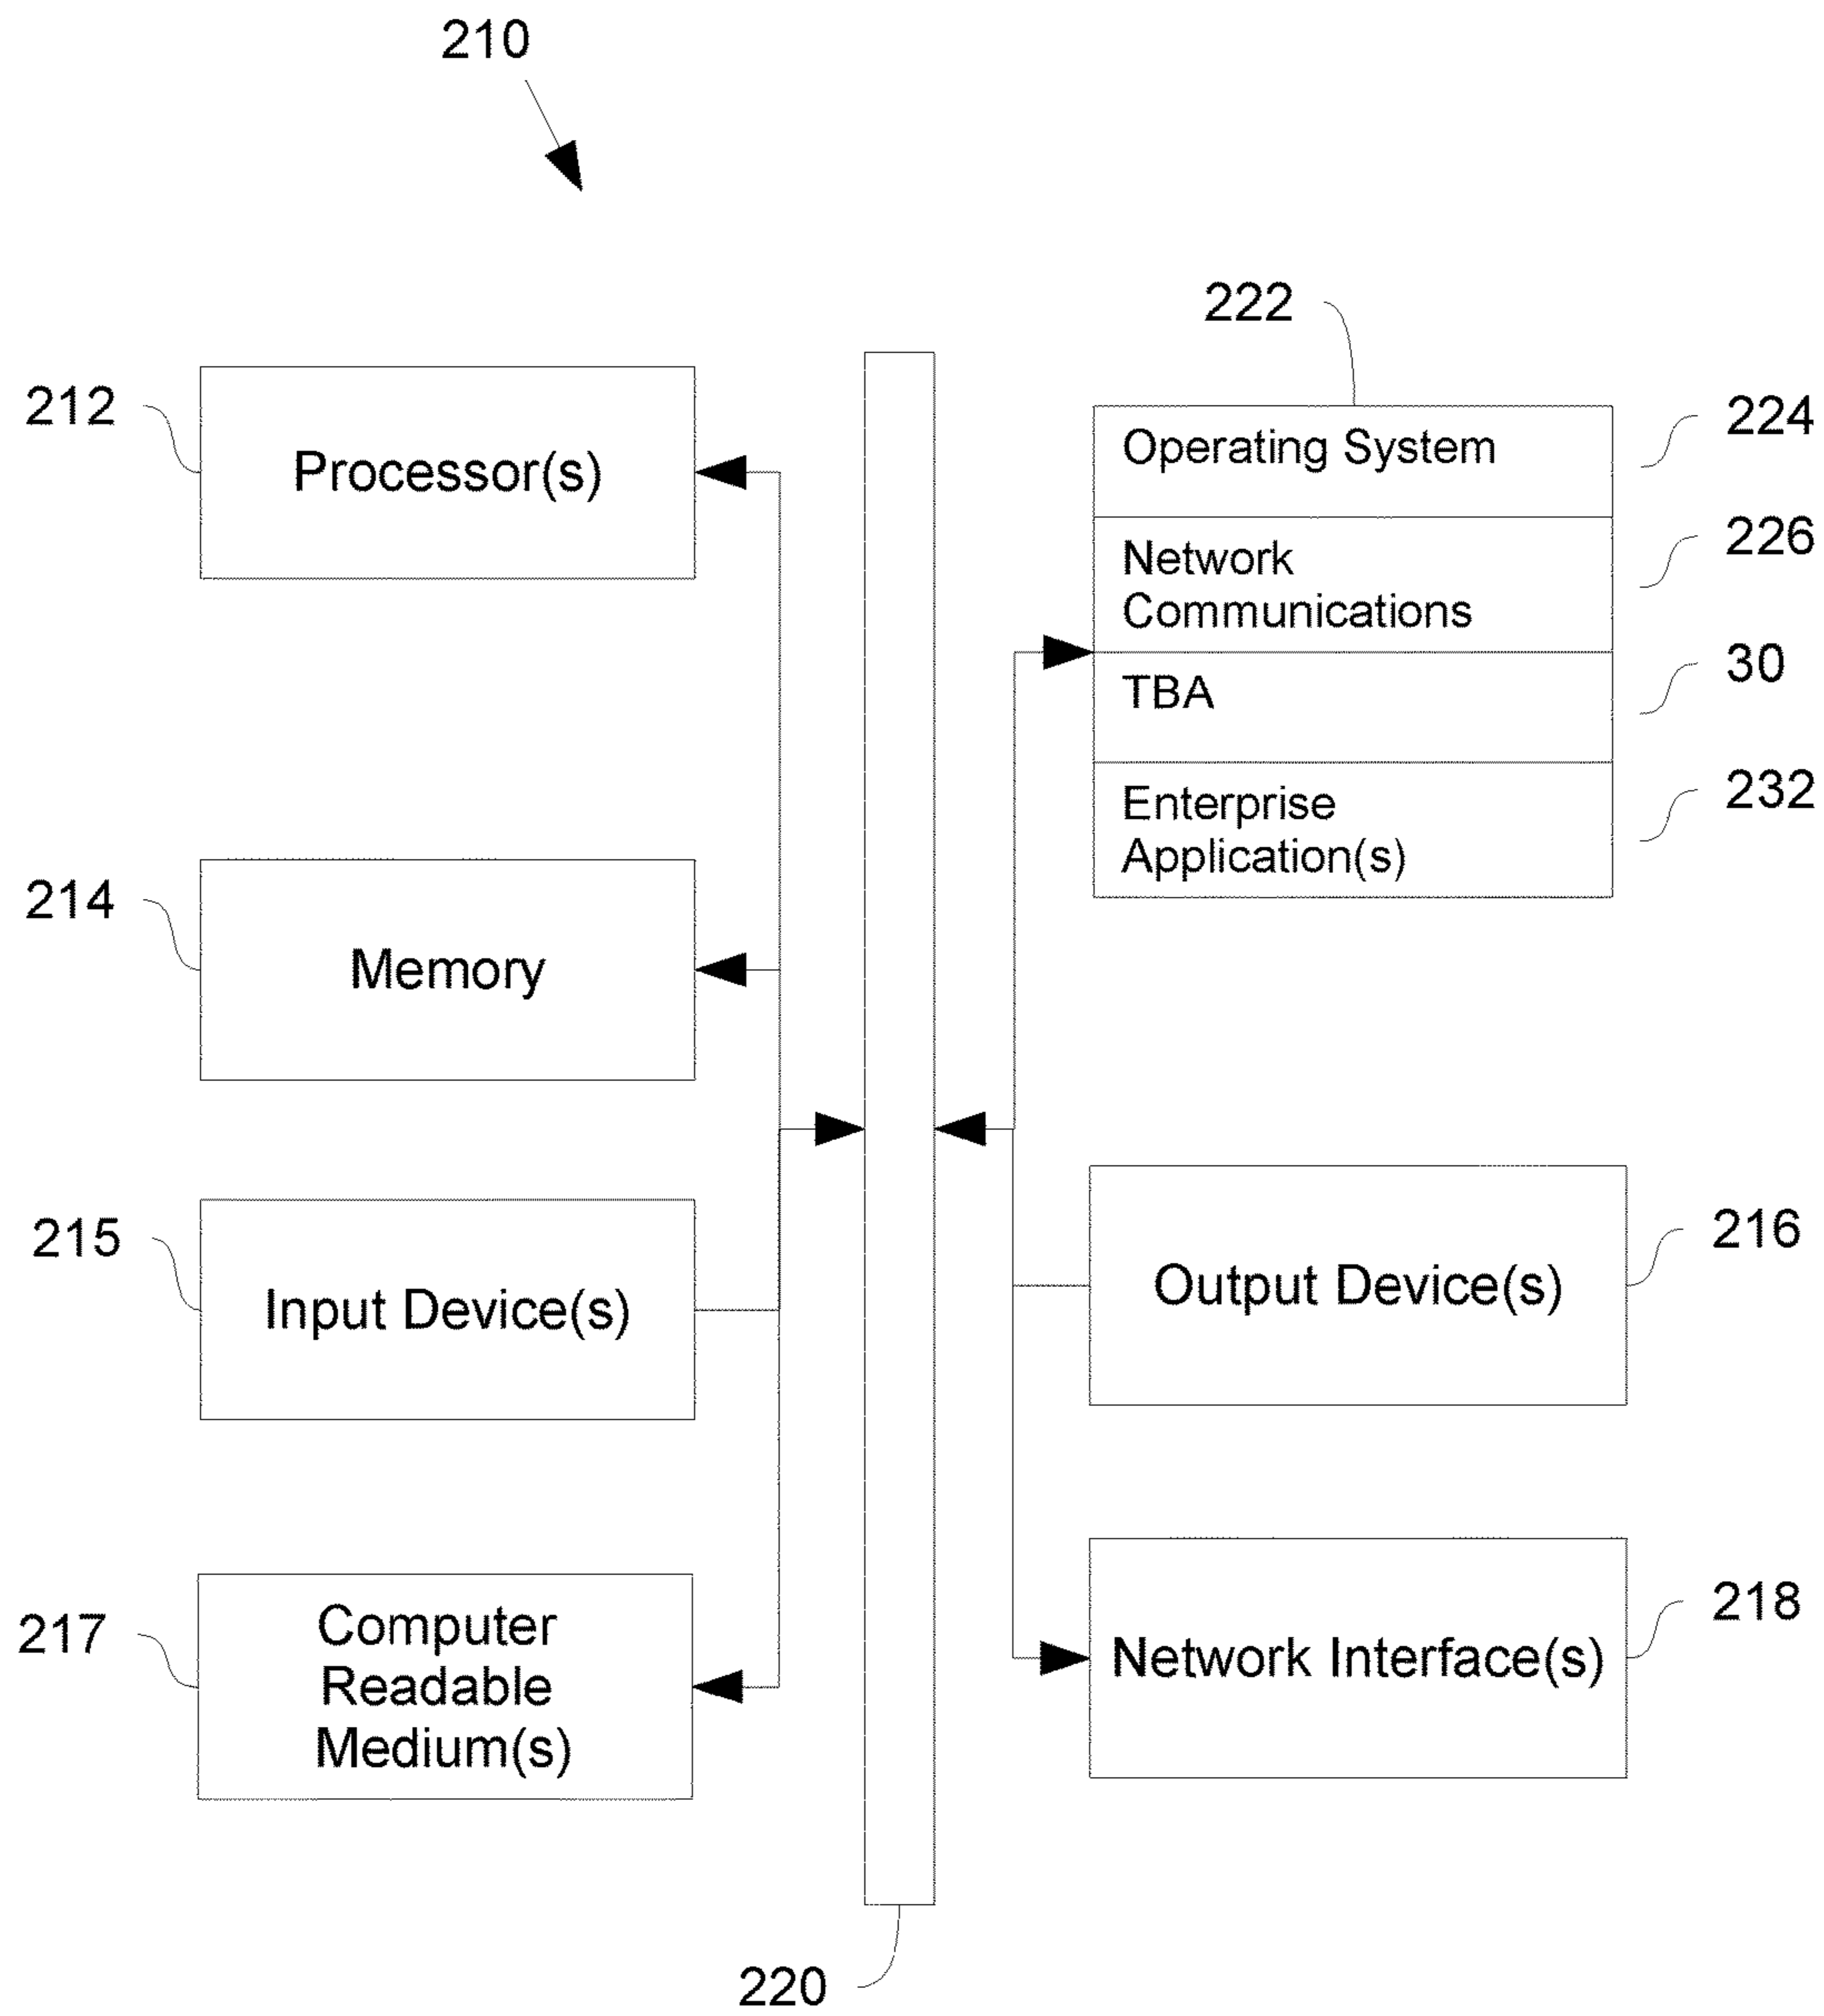 210
222
212
Processor(s)
Operating System
224
Network
Communications
226
TBA
30
Enterprise
Application(s)
232
214
Memory
215
Input Device(s)
Output Device(s)
216
217
Computer
Readable
Medium(s)
Network Interface(s)
218
220